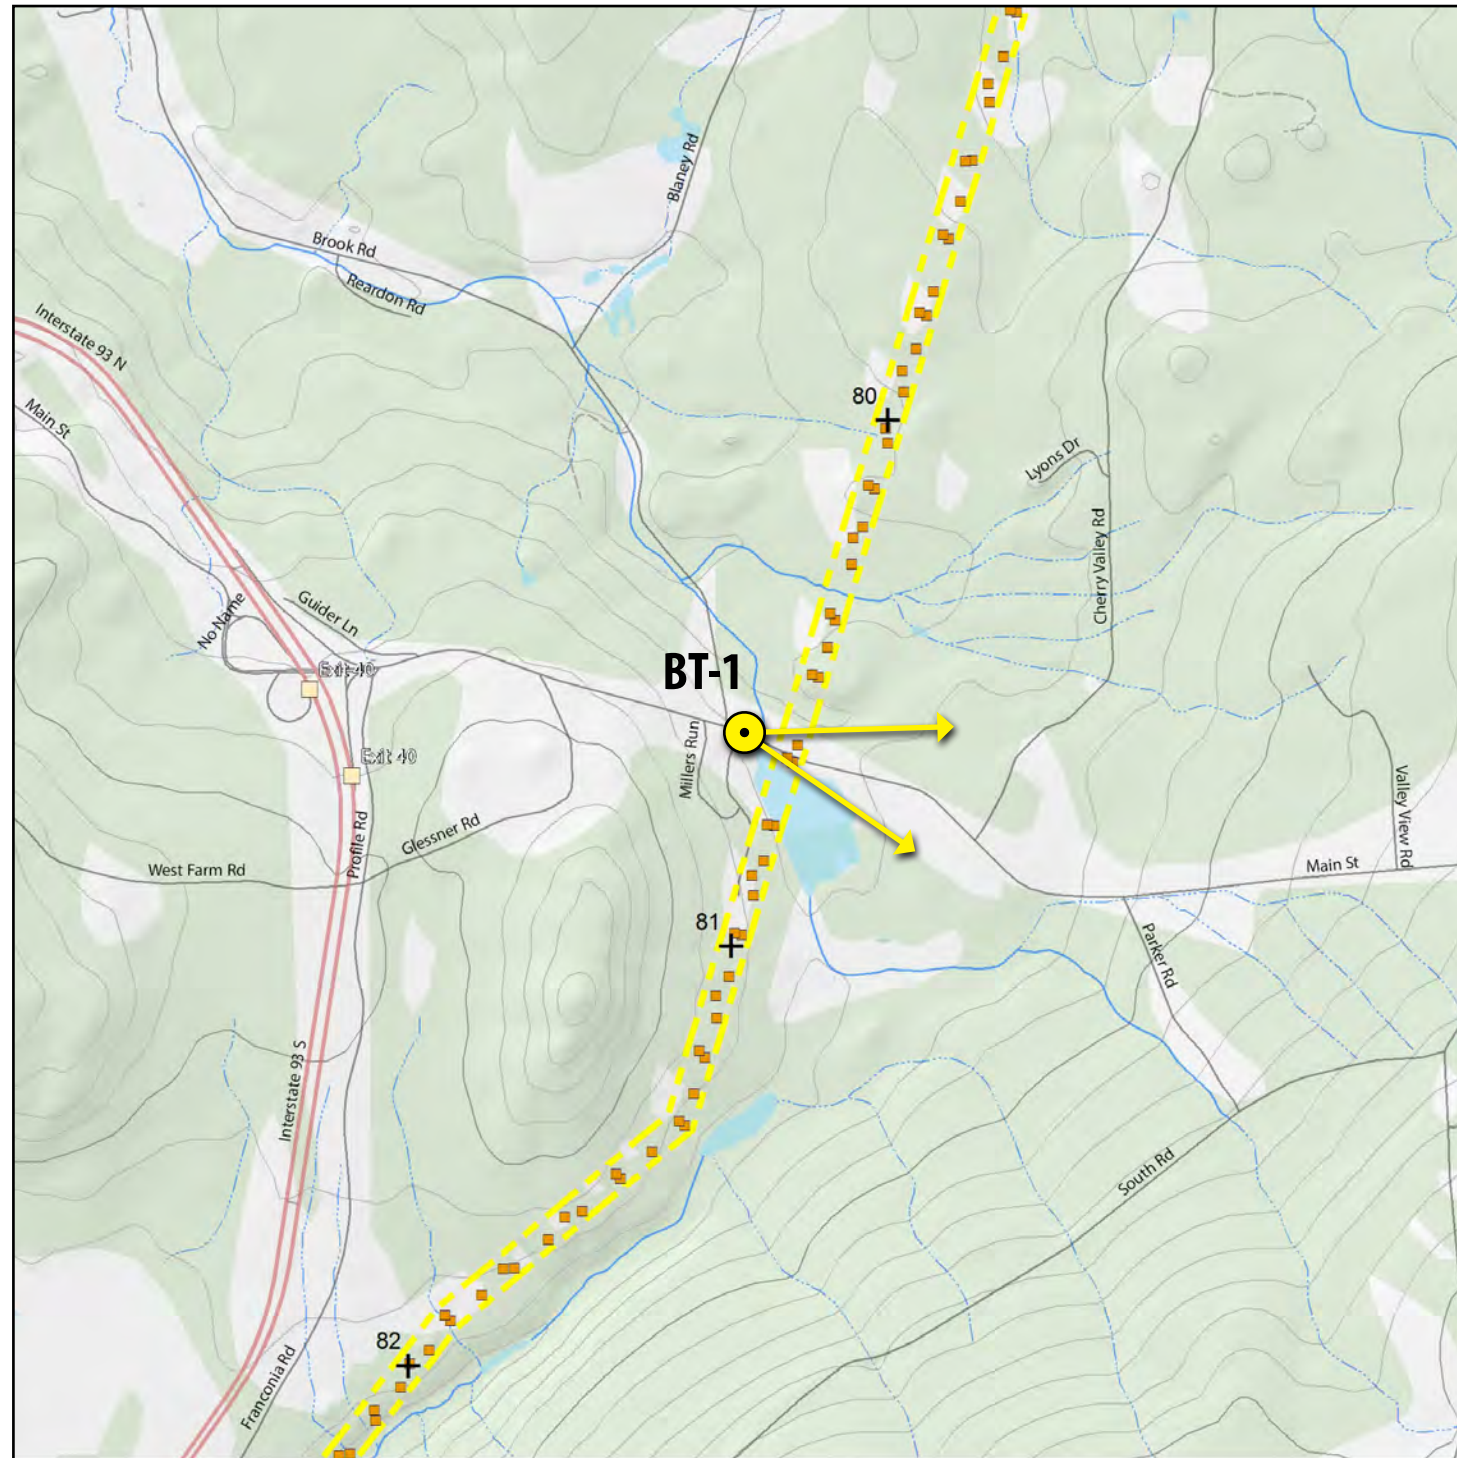 Blaney Rd
Brook Rd
Reardon Rd
Interstate 93 N
Main St
80
Lyons Dr
Cherry Valley Rd
No Name
Guider Ln
Exit 40
BT-1
Millers Run
Exit 40
Profile Rd
Glessner Rd
West Farm Rd
Valley View Rd
Main St
81
Parker Rd
Interstate 93 S
South Rd
82
Franconia Rd